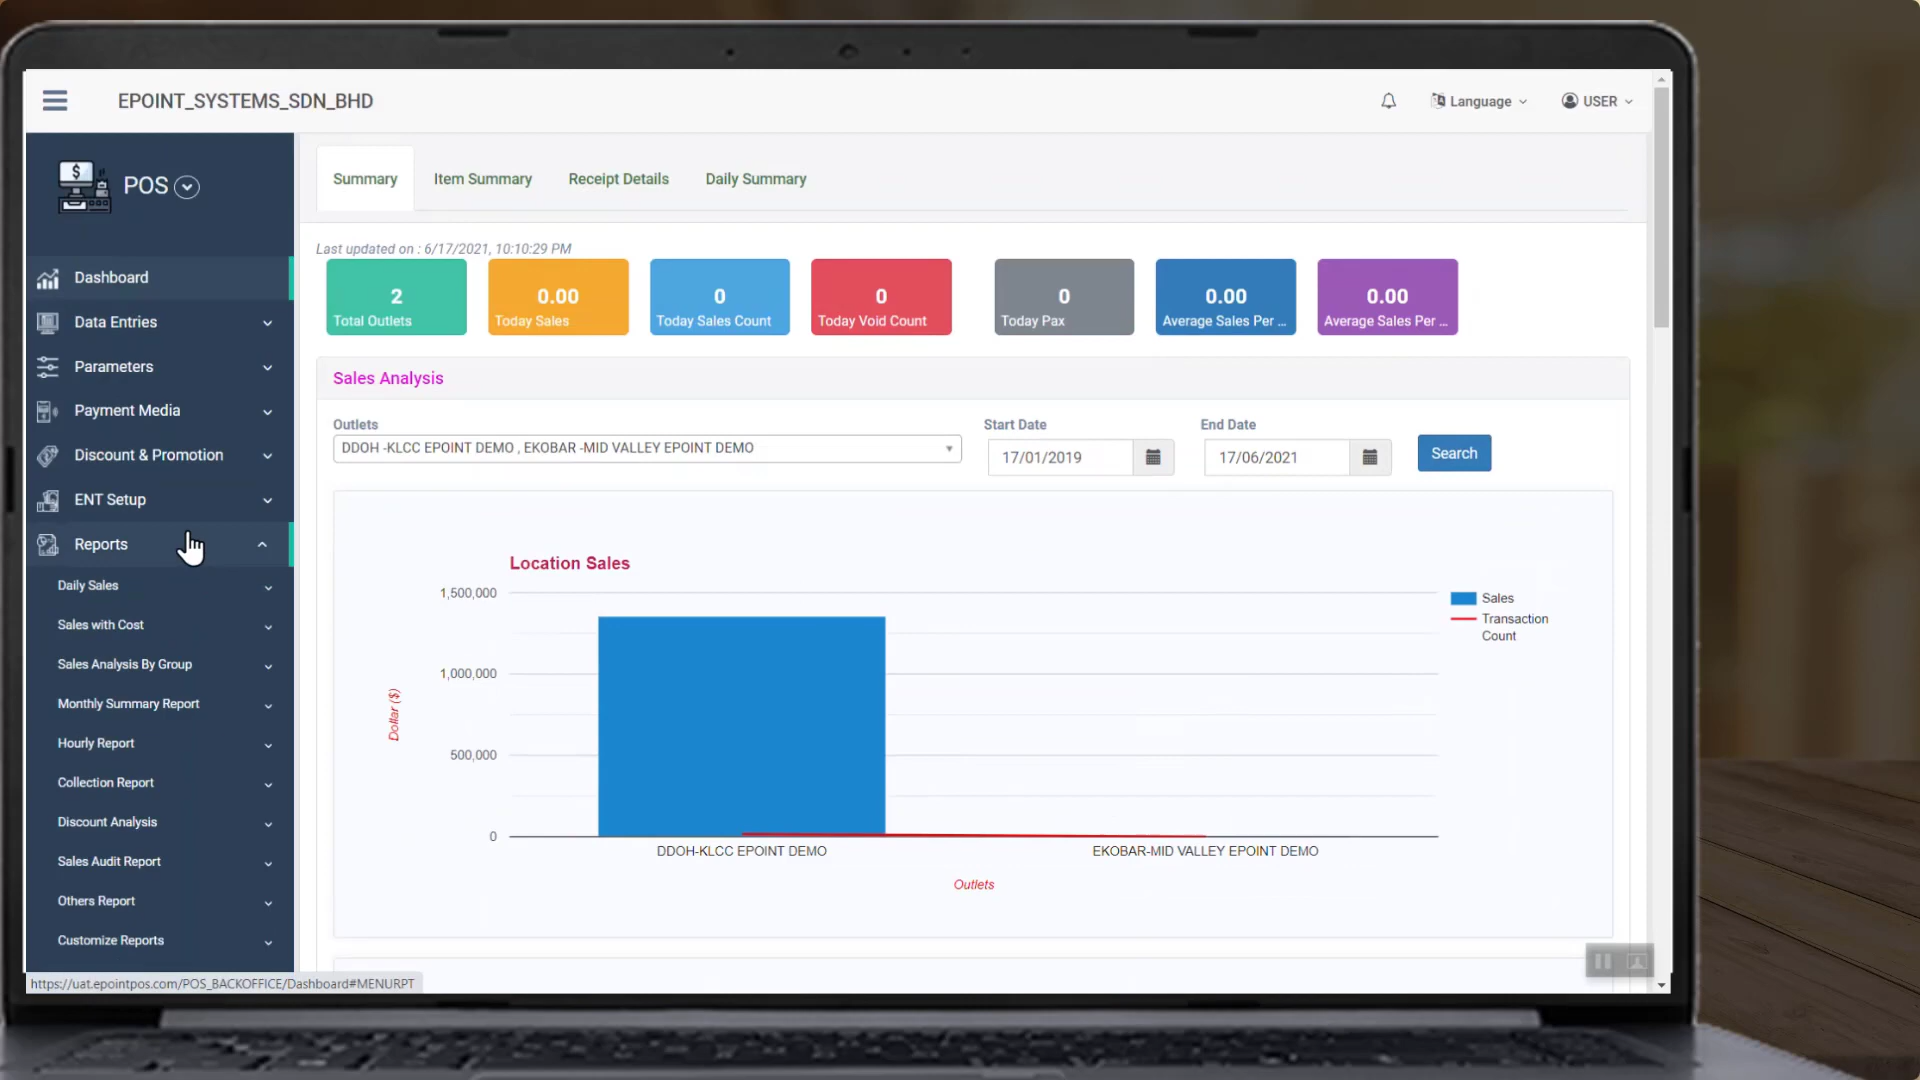 EPOINT_SYSTEMS_SDN_BHD
Language
USER
$
POS
Dashboard
Data Entries
Parameters
Payment Media
Discount & Promotion
ENT Setup
Reports
Daily Sales
Sales with Cost
Sales Analysis By Group
Monthly Summary Report
Hourly Report
Collection Report
Discount Analysis
Sales Audit Report
Others Report
Customize Reports
Summary
Item Summary
Receipt Details
Daily Summary
Last updated on : 6/17/2021, 10:10:29 PM
2
Total Outlets
0.00
Today Sales
0
Today Sales Count
0
Today Void Count
0
Today Pax
0.00
Average Sales Per ...
0.00
Average Sales Per ...
Sales Analysis
Outlets
DDOH -KLCC EPOINT DEMO , EKOBAR -MID VALLEY EPOINT DEMO
Start Date
17/01/2019
End Date
17/06/2021
Search
Location Sales
1,500,000
1,000,000
500,000
0
Dollar ($)
DDOH-KLCC EPOINT DEMO
EKOBAR-MID VALLEY EPOINT DEMO
Outlets
Sales
Transaction
Count
https://uat.epointpos.com/POS_BACKOFFICE/Dashboard#MENURPT